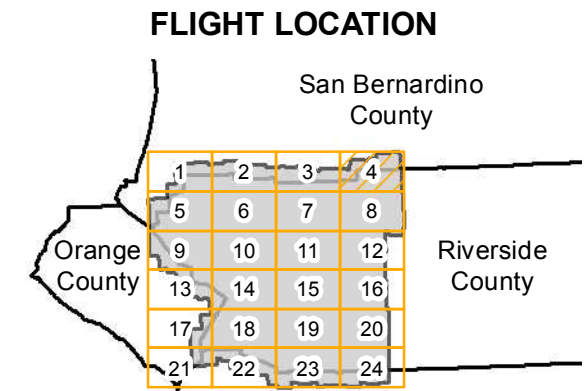 FLIGHT LOCATION
San Bernardino
County
1 2 3 4
5 6 7 8
Orange
County
9 10 11 12
Riverside
County
13 14 15 16
17 18 19 20
21 22 23 24